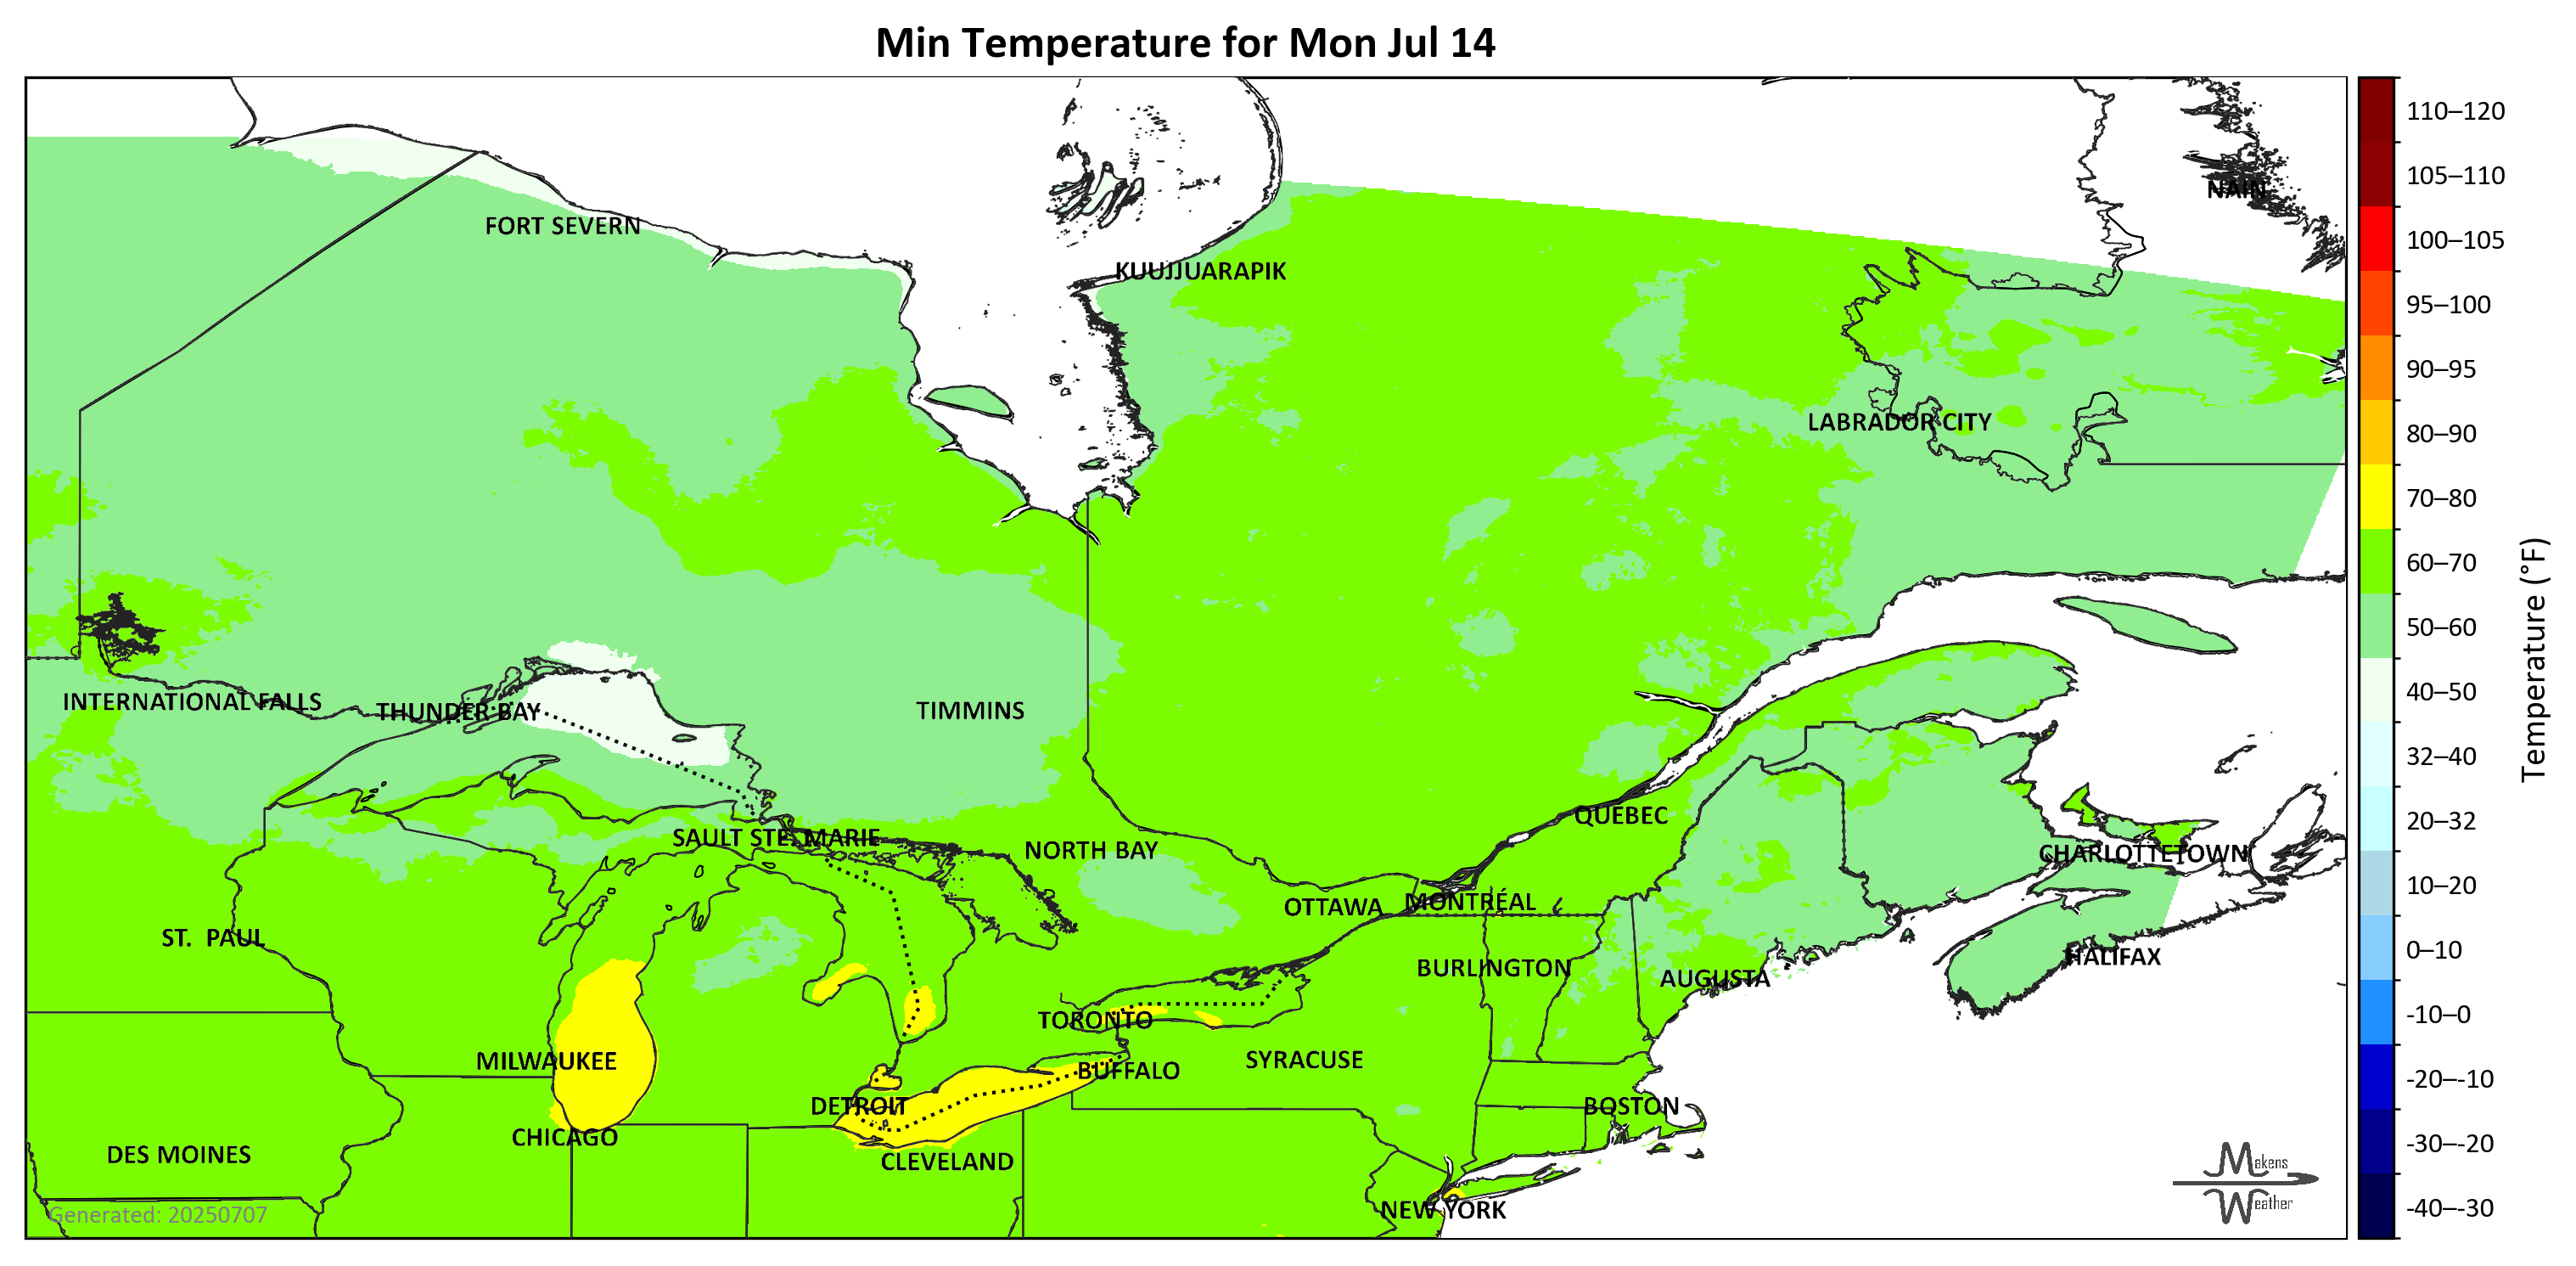 Min Temperature for Mon Jul 14
110–120
105–110
100–105
95–100
90–95
80–90
70–80
60–70
50–60
40–50
32–40
20–32
10–20
0–10
-10–0
-20–-10
-30–-20
-40–-30
Temperature (°F)
NAIN
FORT SEVERN
KUUJJUARAPIK
LABRADOR CITY
INTERNATIONAL FALLS
THUNDER BAY
TIMMINS
QUÉBEC
SAULT STE. MARIE
NORTH BAY
CHARLOTTETOWN
OTTAWA
MONTRÉAL
ST. PAUL
HALIFAX
BURLINGTON
AUGUSTA
TORONTO
MILWAUKEE
SYRACUSE
BUFFALO
DETROIT
BOSTON
CHICAGO
DES MOINES
CLEVELAND
NEW YORK
Generated: 20250707
Makens
Weather